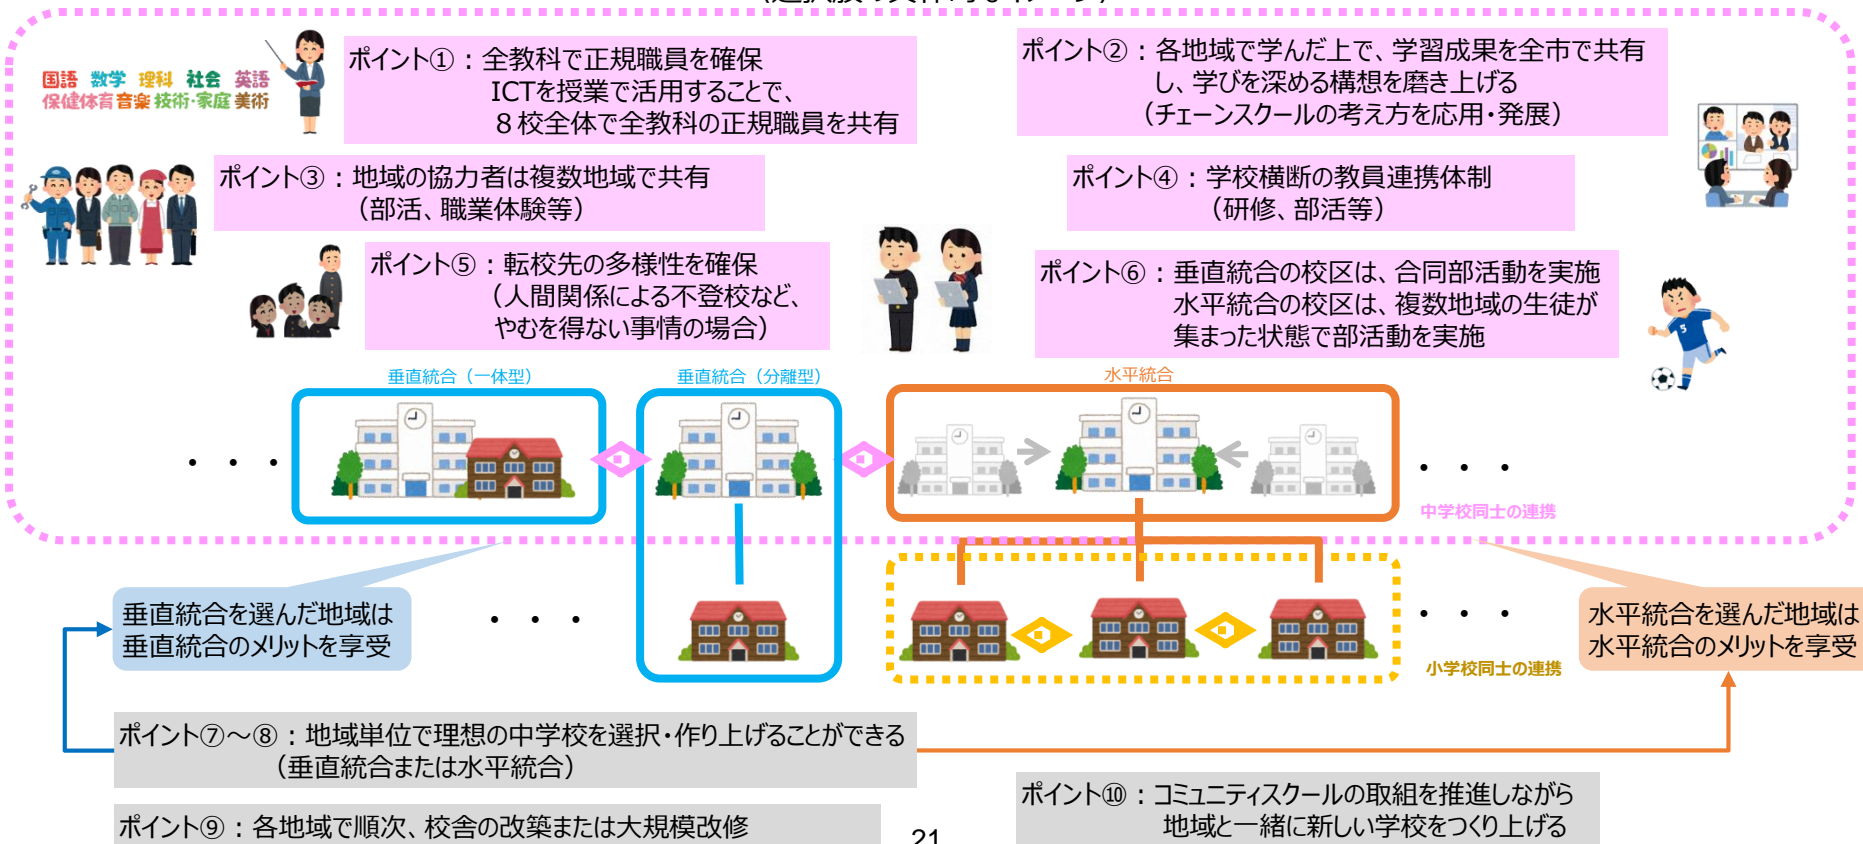 国語 数学 理科 社会 英語
保健体育 音楽 技術・家庭 美術
ポイント①:全教科で正規職員を確保
ICTを授業で活用することで、
8校全体で全教科の正規職員を共有
ポイント②:各地域で学んだ上で、学習成果を全市で共有
し、学びを深める構想を磨き上げる
(チェーンスクールの考え方を応用・発展)
ポイント③:地域の協力者は複数地域で共有
(部活、職業体験等)
ポイント④:学校横断の教員連携体制
(研修、部活等)
ポイント⑤:転校先の多様性を確保
(人間関係による不登校など、
やむを得ない事情の場合)
ポイント⑥:垂直統合の校区は、合同部活動を実施
水平統合の校区は、複数地域の生徒が
集まった状態で部活動を実施
垂直統合(一体型)
垂直統合(分離型)
水平統合
・・・
・・・
中学校同士の連携
垂直統合を選んだ地域は
垂直統合のメリットを享受
・・・
・・・
小学校同士の連携
水平統合を選んだ地域は
水平統合のメリットを享受
ポイント⑦~⑧:地域単位で理想の中学校を選択・作り上げることができる
(垂直統合または水平統合)
ポイント⑨:各地域で順次、校舎の改築または大規模改修
ポイント⑩:コミュニティスクールの取組を推進しながら
地域と一緒に新しい学校をつくり上げる
21